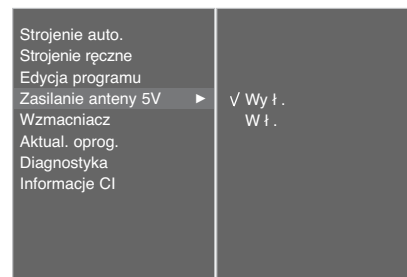 Strojenie auto.
Strojenie ręczne
Edycja programu
Zasilanie anteny 5V ►
Wzmacniacz
Aktual. oprog.
Diagnostyka
Informacje CI
√ Wy ł .
W ł .